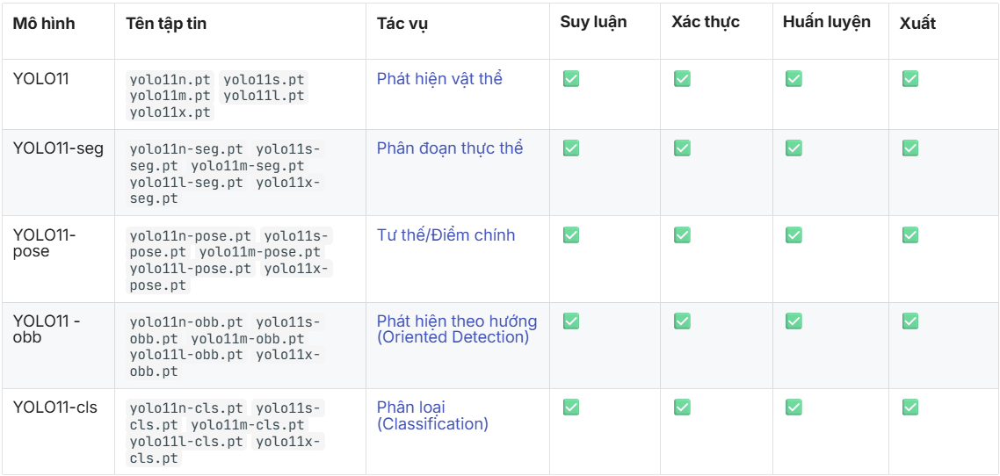 Mô hình Tên tập tin Tác vụ Suy luận Xác thực Huấn luyện Xuất
YOLO11 yolo11n.pt yolo11s.pt Phát hiện vật thể ✅ ✅ ✅ ✅
yolo11m.pt yolo11l.pt
yolo11x.pt
YOLO11-seg yolo11n-seg.pt yolo11s- Phân đoạn thực thể ✅ ✅ ✅ ✅
seg.pt yolo11m-seg.pt
yolo11l-seg.pt yolo11x-
seg.pt
YOLO11- yolo11n-pose.pt yolo11s- Tư thế/Điểm chính ✅ ✅ ✅ ✅
pose pose.pt yolo11m-pose.pt
yolo11l-pose.pt yolo11x-
pose.pt
YOLO11 - yolo11n-obb.pt yolo11s- Phát hiện theo hướng ✅ ✅ ✅ ✅
obb obb.pt yolo11m-obb.pt (Oriented Detection)
yolo11l-obb.pt yolo11x-
obb.pt
YOLO11-cls yolo11n-cls.pt yolo11s- Phân loại ✅ ✅ ✅ ✅
cls.pt yolo11m-cls.pt (Classification)
yolo11l-cls.pt yolo11x-
cls.pt